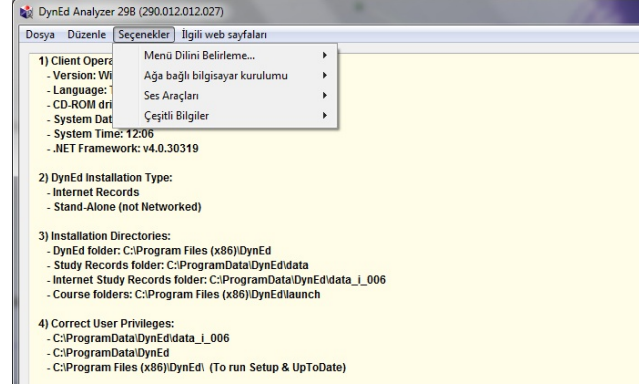 DynEd Analyzer 29B (290.012.012.027)
Dosya Düzenle Seçenekler İlgili web sayfaları
Menü Dilini Belirleme...
Ağa bağlı bilgisayar kurulumu
Ses Araçları
Çeşitli Bilgiler
1) Client Opera
- Version: Wi
- Language:
- CD-ROM dri
- System Dat
- System Time: 12:06
- .NET Framework: v4.0.30319
2) DynEd Installation Type:
- Internet Records
- Stand-Alone (not Networked)
3) Installation Directories:
- DynEd folder: C:\Program Files (x86)\DynEd
- Study Records folder: C:\ProgramData\DynEd\data
- Internet Study Records folder: C:\ProgramData\DynEd\data_i_006
- Course folders: C:\Program Files (x86)\DynEd\launch
4) Correct User Privileges:
- C:\ProgramData\DynEd\data_i_006
- C:\ProgramData\DynEd
- C:\Program Files (x86)\DynEd\ (To run Setup & UpToDate)